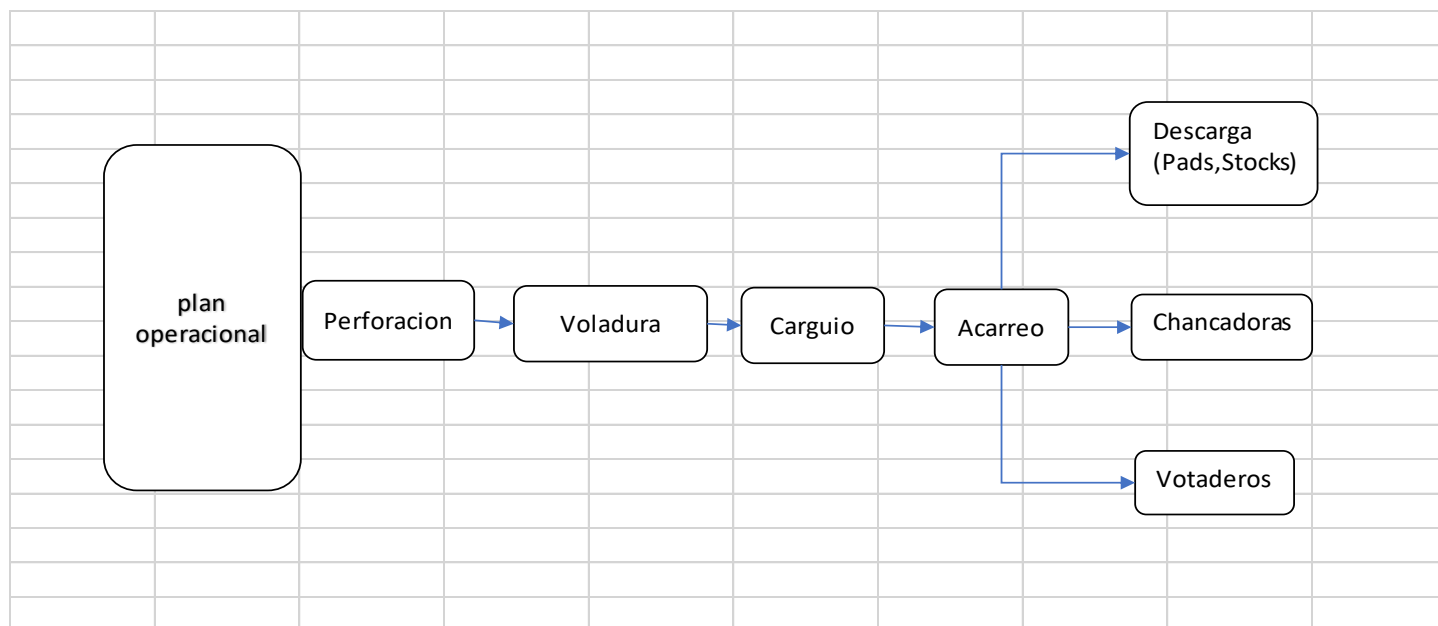 plan
operacional
Perforacion
Voladura
Carguio
Acarreo
Descarga
(Pads,Stocks)
Chancadoras
Votaderos